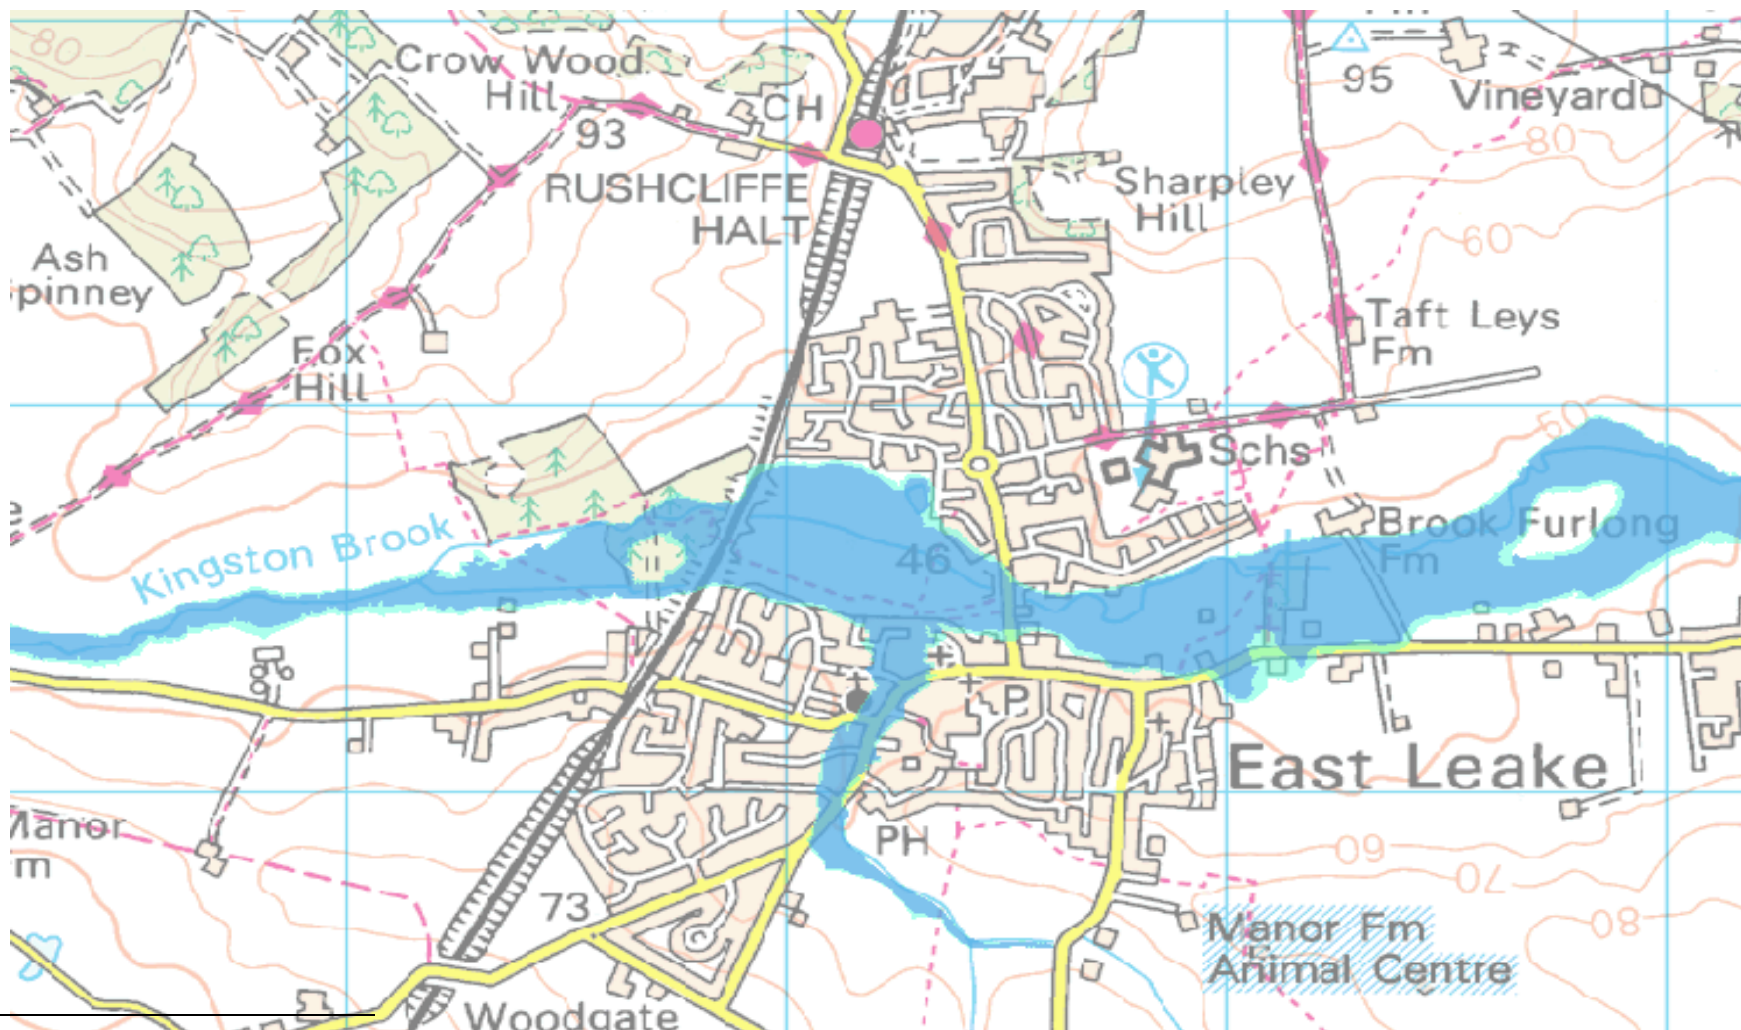 80
Crow Wood
Hill
93
CH
95
Vineyard
80
RUSHCLIFFE
HALT
Sharpley
Hill
60
Ash
pinney
Taft Leys
Fm
Fox
Hill
50
Schs
Kingston Brook
46
Brook Furlong
Fm
P
East Leake
Manor
m
PH
60
70
73
80
Manor Fm
Animal Centre
Woodgate